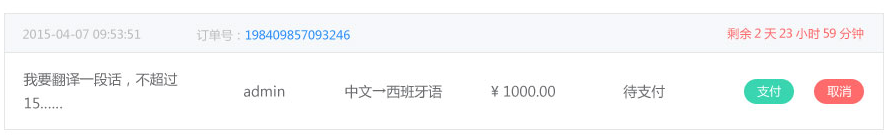 2015-04-07 09:53:51 订单号：198409857093246 剩余 2 天 23 小时 59 分钟
我要翻译一段话，不超过
15...... admin 中文→西班牙语 ¥ 1000.00 待支付 支付 取消